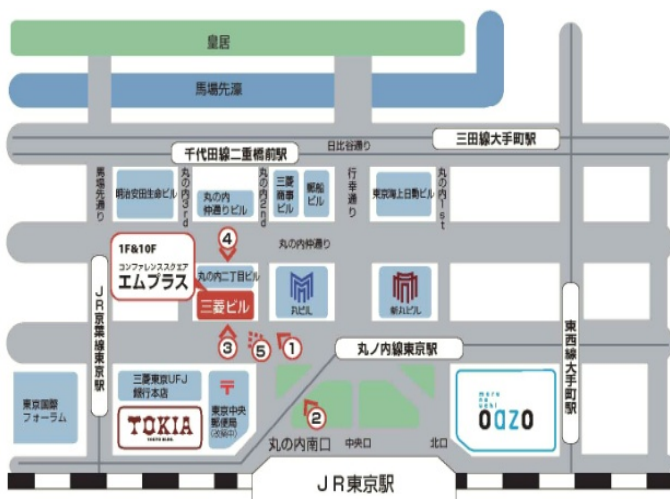 皇居
馬場先濠
三田線大手町駅
日比谷通り
千代田線二重橋前駅
馬場先通り
明治安田生命ビル
丸の内3rd
丸の内
仲通りビル
丸の内2nd
三菱
商事
ビル
郵船
ビル
行幸通り
東京海上日動ビル
丸の内1st
④
丸の内仲通り
1F&10F
コンファレンススクエア
エムプラス
丸の内二丁目ビル
三菱ビル
丸ビル
新丸ビル
JR京葉線東京駅
③
⑤
①
丸ノ内線東京駅
東西線大手町駅
東京国際
フォーラム
三菱東京UFJ
銀行本店
TOKIA
〒
東京中央
郵便局
②
maru
no
uchi
oazo
丸の内南口
中央口
北口
JR東京駅